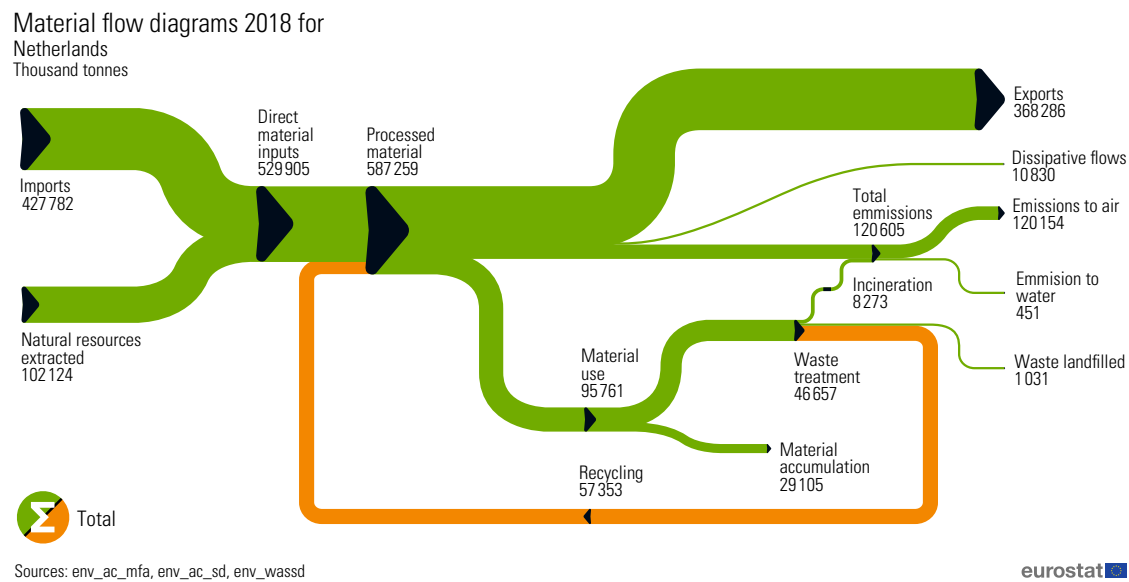 Material flow diagrams 2018 for
Netherlands
Thousand tonnes
Imports
427 782
Natural resources
extracted
102 124
Direct
material
inputs
529 905
Processed
material
587 259
Exports
368 286
Dissipative flows
10 830
Total
emmissions
120 605
Emissions to air
120 154
Incineration
8 273
Emmision to
water
451
Material
use
95 761
Waste
treatment
46 657
Waste landfilled
1 031
Material
accumulation
29 105
Recycling
57 353
Σ
Total
Sources: env_ac_mfa, env_ac_sd, env_wassd
eurostat